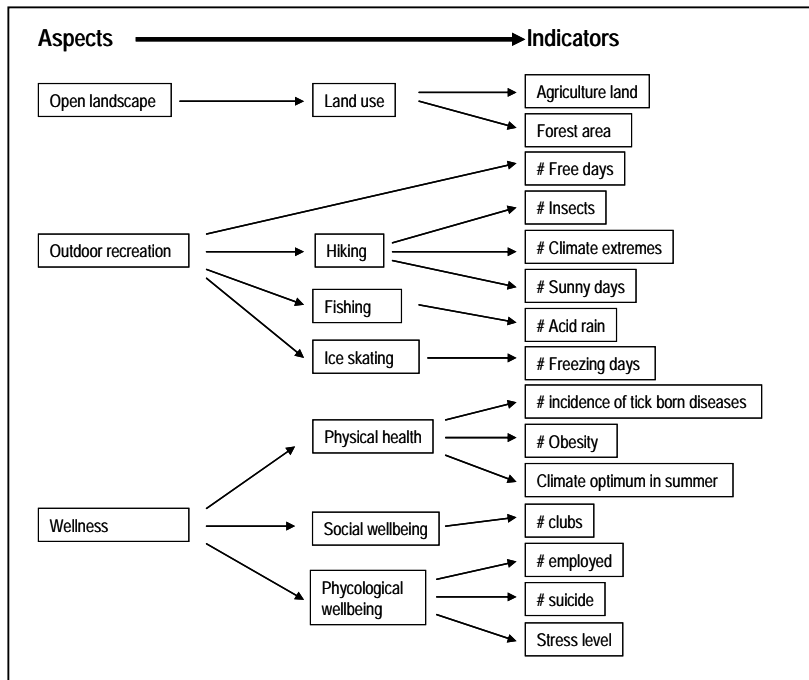 Aspects
Indicators
Open landscape
Land use
Agriculture land
Forest area
# Free days
# Insects
Outdoor recreation
Hiking
# Climate extremes
# Sunny days
Fishing
# Acid rain
Ice skating
# Freezing days
# incidence of tick born diseases
Physical health
# Obesity
Climate optimum in summer
Wellness
Social wellbeing
# clubs
# employed
Phycological
wellbeing
# suicide
Stress level